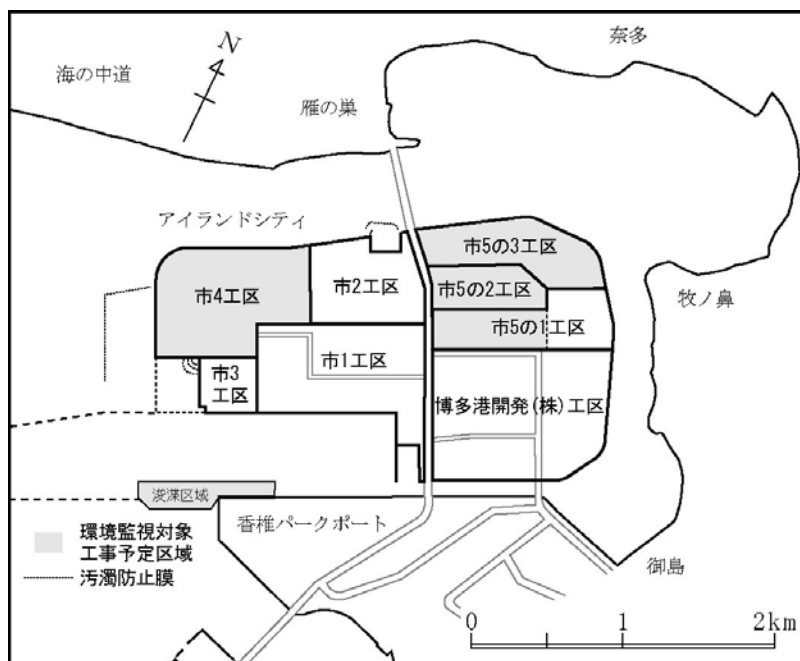 奈多
N
海の中道
雁の巣
アイランドシティ
市5の3工区
市4工区
市2工区
市5の2工区
牧ノ鼻
市5の1工区
市1工区
市3
工区
博多港開発(株)工区
浚渫区域
香椎パークポート
環境監視対象
工事予定区域
汚濁防止膜
御島
0 1 2km